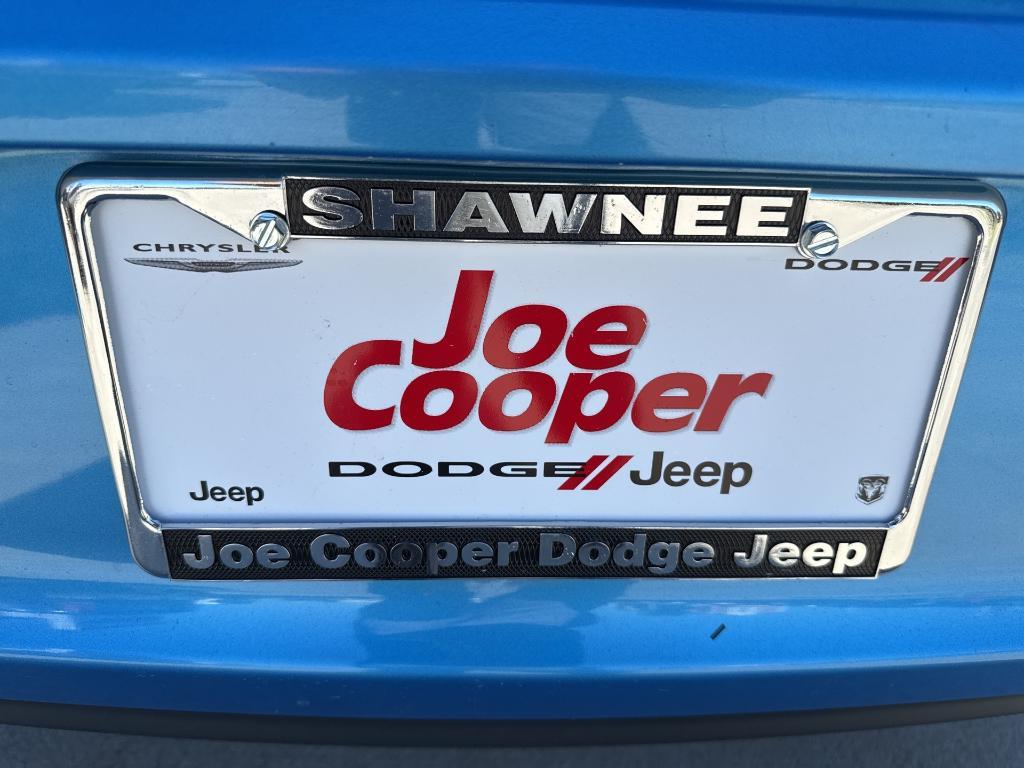 SHAWNEE
CHRYSLER
DODGE
Joe
Cooper
DODGE Jeep
Jeep
Joe Cooper Dodge Jeep